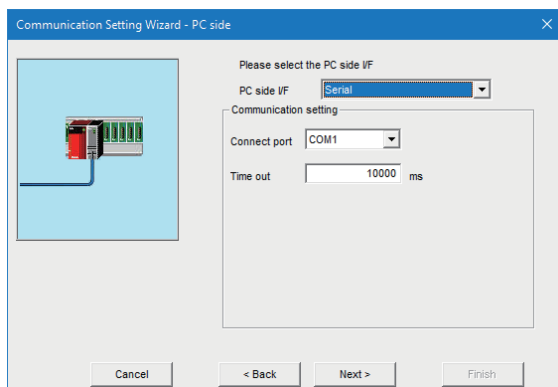 Communication Setting Wizard - PC side
Please select the PC side I/F
PC side I/F Serial
Communication setting
Connect port COM1
Time out 10000 ms
Cancel < Back Next > Finish